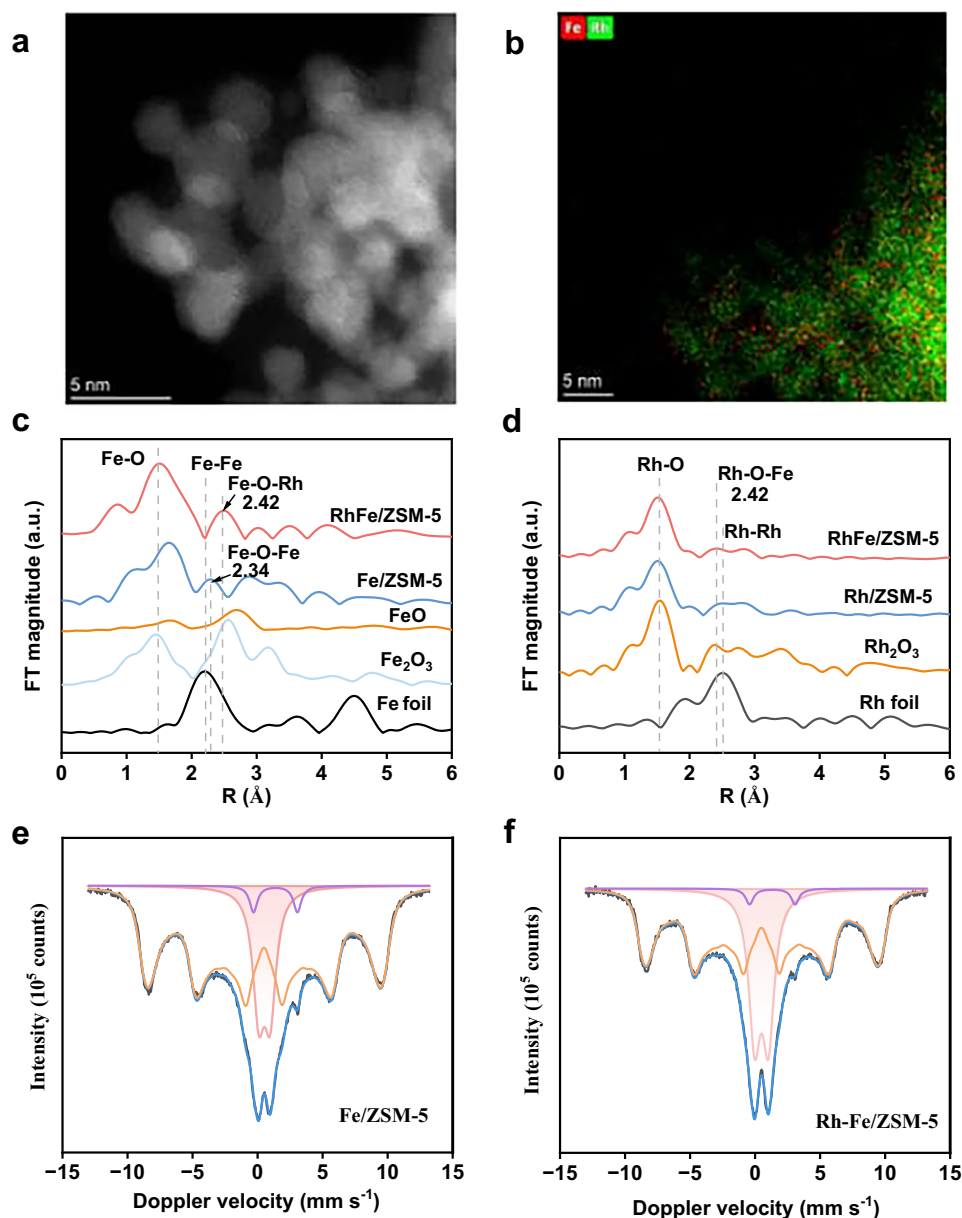 a
b
Fe Rh
5 nm
5 nm
c
d
Fe-O
Fe-Fe
Fe-O-Rh
2.42
RhFe/ZSM-5
Fe-O-Fe
2.34
Fe/ZSM-5
FeO
Fe₂O₃
Fe foil
FT magnitude (a.u.)
0 1 2 3 4 5 6
R (Å)
Rh-O
Rh-O-Fe
2.42
Rh-Rh
RhFe/ZSM-5
Rh/ZSM-5
Rh₂O₃
Rh foil
FT magnitude (a.u.)
0 1 2 3 4 5 6
R (Å)
e
f
Intensity (10⁵ counts)
Fe/ZSM-5
−15 −10 −5 0 5 10 15
Doppler velocity (mm s⁻¹)
Intensity (10⁵ counts)
Rh-Fe/ZSM-5
−15 −10 −5 0 5 10 15
Doppler velocity (mm s⁻¹)